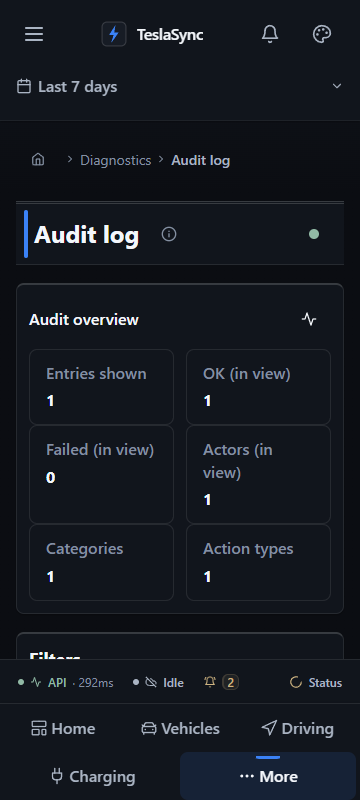 TeslaSync
Last 7 days
Diagnostics
Audit log
Audit log
Audit overview
Entries shown
1
OK (in view)
1
Failed (in view)
0
Actors (in
view)
1
Categories
1
Action types
1
Filters
API · 292ms
Idle
2
Status
Home
Vehicles
Driving
Charging
More